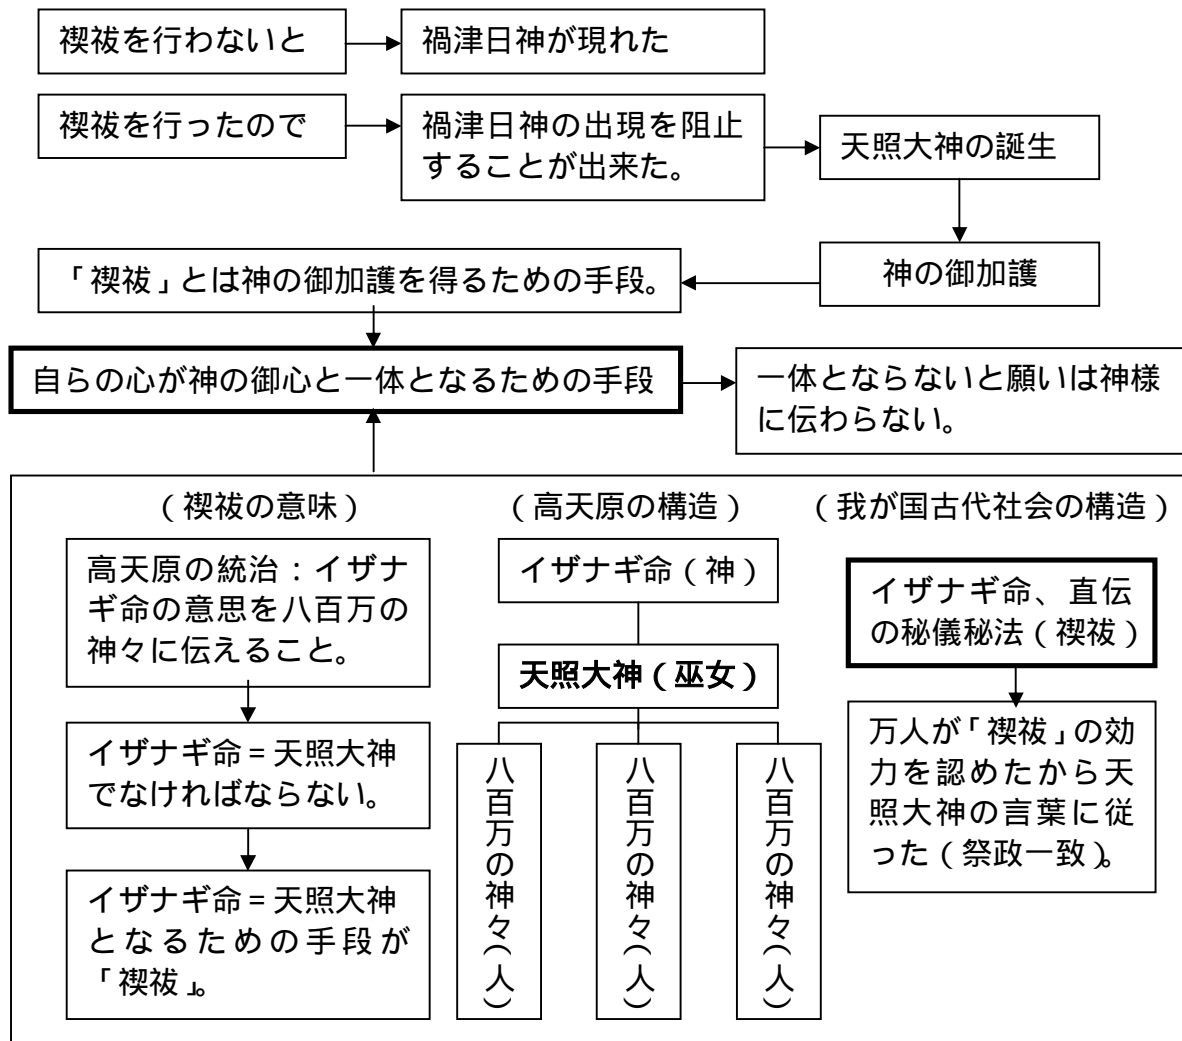 禊祓を行わないと
禍津日神が現れた
禊祓を行ったので
禍津日神の出現を阻止
することが出来た。
天照大神の誕生
神の御加護
「禊祓」とは神の御加護を得るための手段。
自らの心が神の御心と一体となるための手段
一体とならないと願いは神様
に伝わらない。
(禊祓の意味)
高天原の統治:イザナ
ギ命の意思を八百万の
神々に伝えること。
イザナギ命=天照大神
でなければならない。
イザナギ命=天照大神
となるための手段が
「禊祓」。
(高天原の構造)
イザナギ命(神)
天照大神(巫女)
八百万の神々(人)
八百万の神々(人)
八百万の神々(人)
(我が国古代社会の構造)
イザナギ命、直伝
の秘儀秘法(禊祓)
万人が「禊祓」の効
力を認めたから天
照大神の言葉に従
った(祭政一致)。